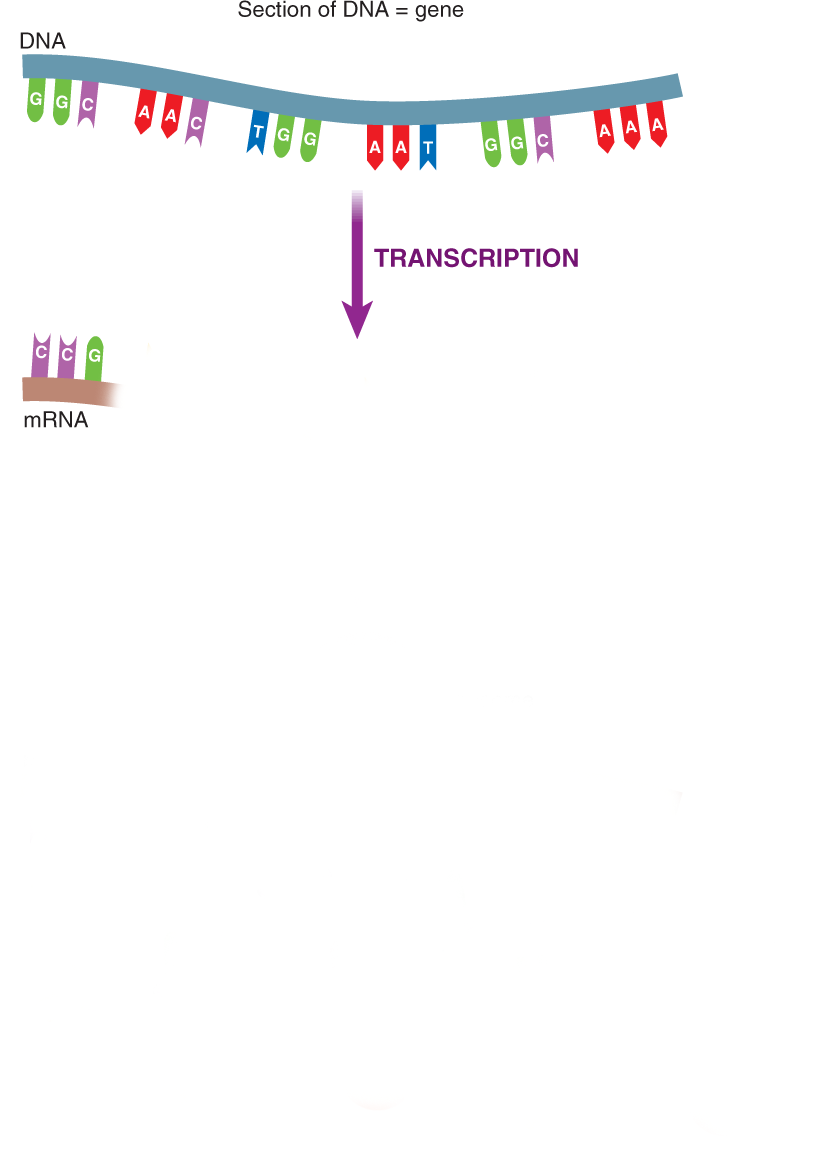 Section of DNA = gene
DNA
G G C A A C T G G A A T G G C A A A
TRANSCRIPTION
C C G
mRNA